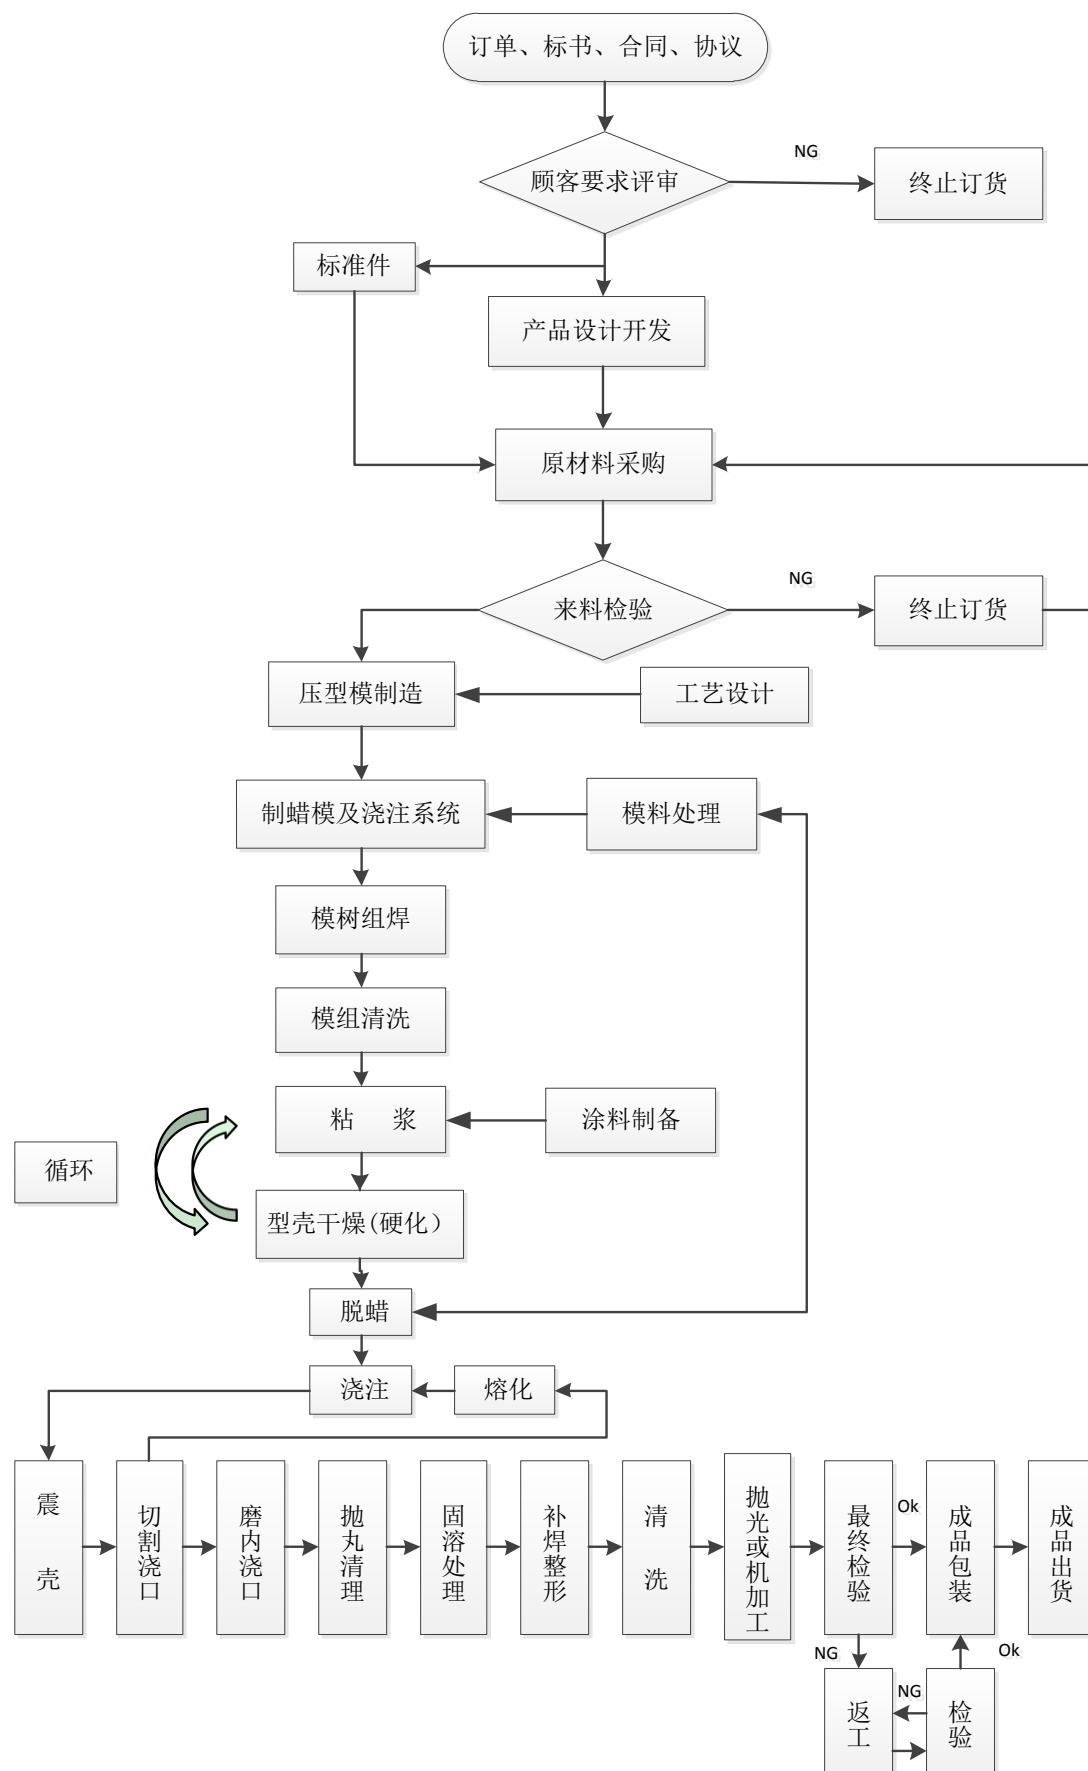 订单、标书、合同、协议
顾客要求评审
NG
终止订货
标准件
产品设计开发
原材料采购
来料检验
NG
终止订货
压型模制造
工艺设计
制蜡模及浇注系统
模料处理
模树组焊
模组清洗
粘 浆
涂料制备
循环
型壳干燥(硬化）
脱蜡
浇注
熔化
震 壳
切割浇口
磨内浇口
抛丸清理
固溶处理
补焊整形
清 洗
抛光或机加工
最终检验
Ok
成品包装
成品出货
NG
Ok
返工
NG
检验